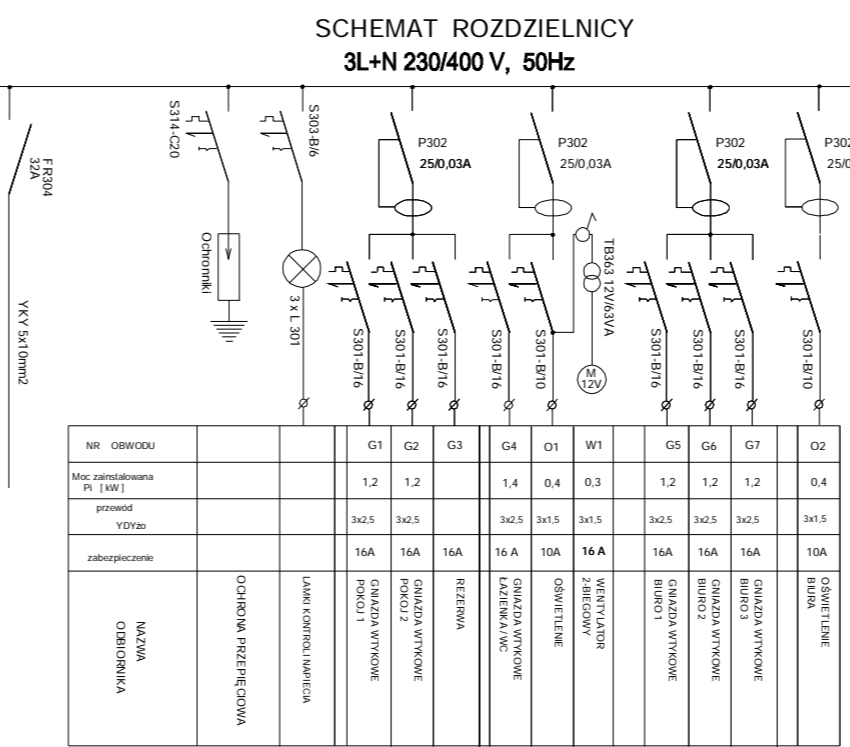 SCHEMAT ROZDZIELNICY
3L+N 230/400 V, 50Hz
FR304
32A
YKY 5x10mm2
S314-C20
Ochronniki
S303-B/6
3 x L 301
P302
25/0,03A
P302
25/0,03A
P302
25/0,03A
P302
25/0
TB363 12V/63VA
M
12V
S301-B/16
S301-B/16
S301-B/16
S301-B/16
S301-B/10
S301-B/16
S301-B/16
S301-B/16
S301-B/10
NR OBWODU G1 G2 G3 G4 O1 W1 G5 G6 G7 O2
Moc zainstalowana
Pi [kW] 1,2 1,2 1,4 0,4 0,3 1,2 1,2 1,2 0,4
przewód
YDYżo 3x2,5 3x2,5 3x2,5 3x1,5 3x1,5 3x2,5 3x2,5 3x2,5 3x1,5
zabezpieczenie 16A 16A 16A 16 A 10A 16 A 16A 16A 16A 10A
NAZWA
ODBIORNIKA
OCHRONA PRZEPIĘCIOWA
LAMKI KONTROLI NAPIECIA
GNIAZDA WTYKOWE
POKOJ 1
GNIAZDA WTYKOWE
POKOJ 2
REZERWA
GNIAZDA WTYKOWE
ŁAZIENKA / WC
OŚWIETLENIE
WENTYLATOR
2-BIEGOWY
GNIAZDA WTYKOWE
BIURO 1
GNIAZDA WTYKOWE
BIURO 2
GNIAZDA WTYKOWE
BIURO 3
OŚWIETLENIE
BIURA